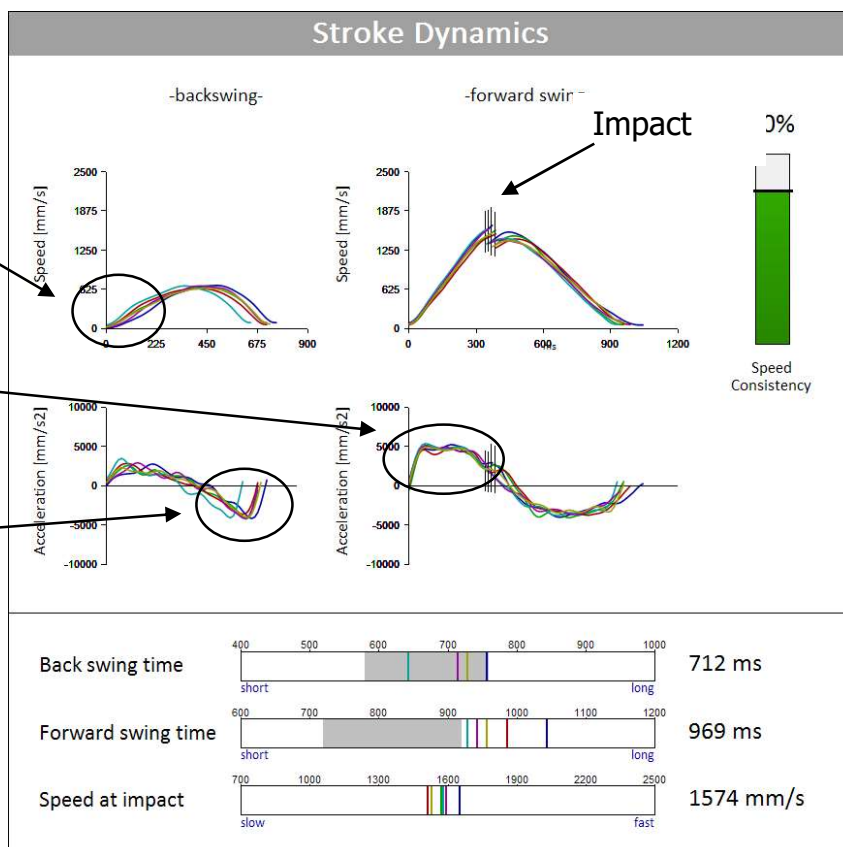 Stroke Dynamics
-backswing-
-forward swin
Impact
0%
Speed [mm/s]
2500
1875
1250
625
0
0 225 450 675 900
Speed [mm/s]
2500
1875
1250
625
0
0 300 600 900 1200
Speed
Consistency
Acceleration [mm/s2]
10000
5000
0
-5000
-10000
Acceleration [mm/s2]
10000
5000
0
-5000
-10000
400 500 600 700 800 900 1000
Back swing time
712 ms
short long
600 700 800 900 1000 1100 1200
Forward swing time
969 ms
short long
700 1000 1300 1600 1900 2200 2500
Speed at impact
1574 mm/s
slow fast